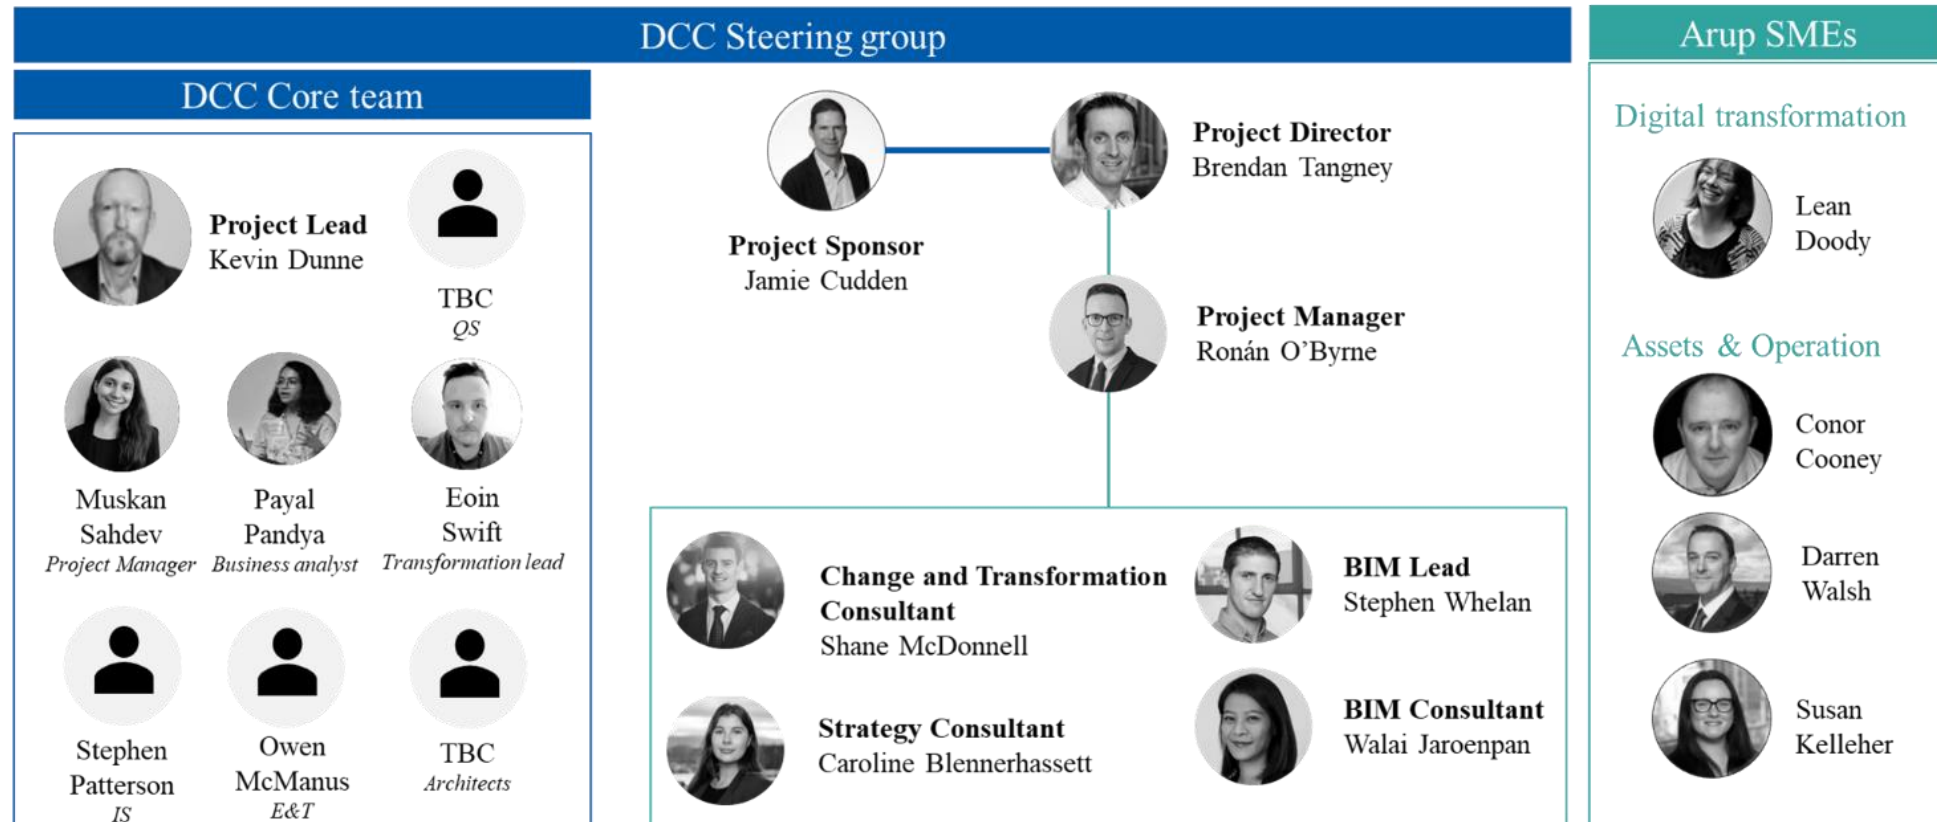 DCC Steering group
Arup SMEs
DCC Core team
Project Lead
Kevin Dunne
TBC
QS
Muskan
Sahdev
Project Manager
Payal
Pandya
Business analyst
Eoin
Swift
Transformation lead
Stephen
Patterson
IS
Owen
McManus
E&T
TBC
Architects
Project Sponsor
Jamie Cudden
Project Director
Brendan Tangney
Project Manager
Ronán O’Byrne
Change and Transformation
Consultant
Shane McDonnell
BIM Lead
Stephen Whelan
Strategy Consultant
Caroline Blennerhassett
BIM Consultant
Walai Jaroenpan
Digital transformation
Lean
Doody
Assets & Operation
Conor
Cooney
Darren
Walsh
Susan
Kelleher